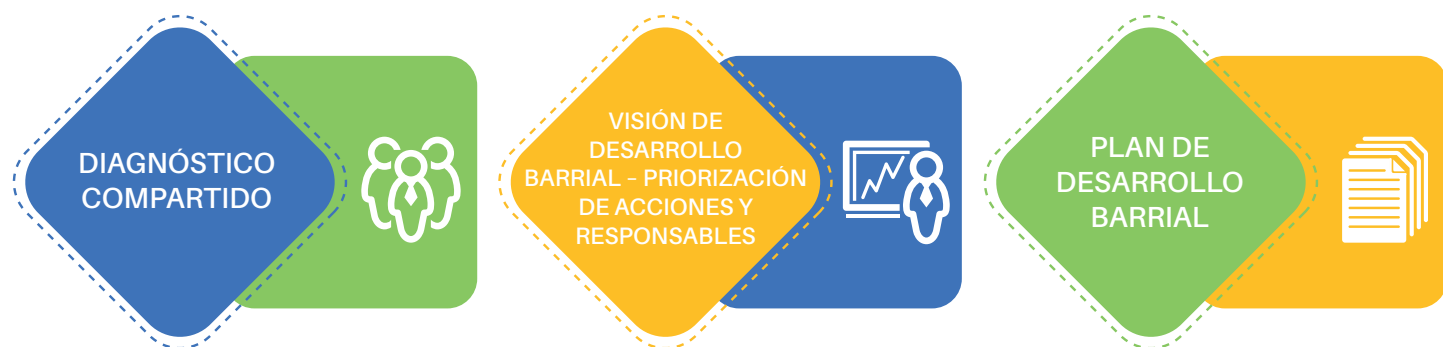 DIAGNÓSTICO
COMPARTIDO
VISIÓN DE
DESARROLLO
BARRIAL – PRIORIZACIÓN
DE ACCIONES Y
RESPONSABLES
PLAN DE
DESARROLLO
BARRIAL